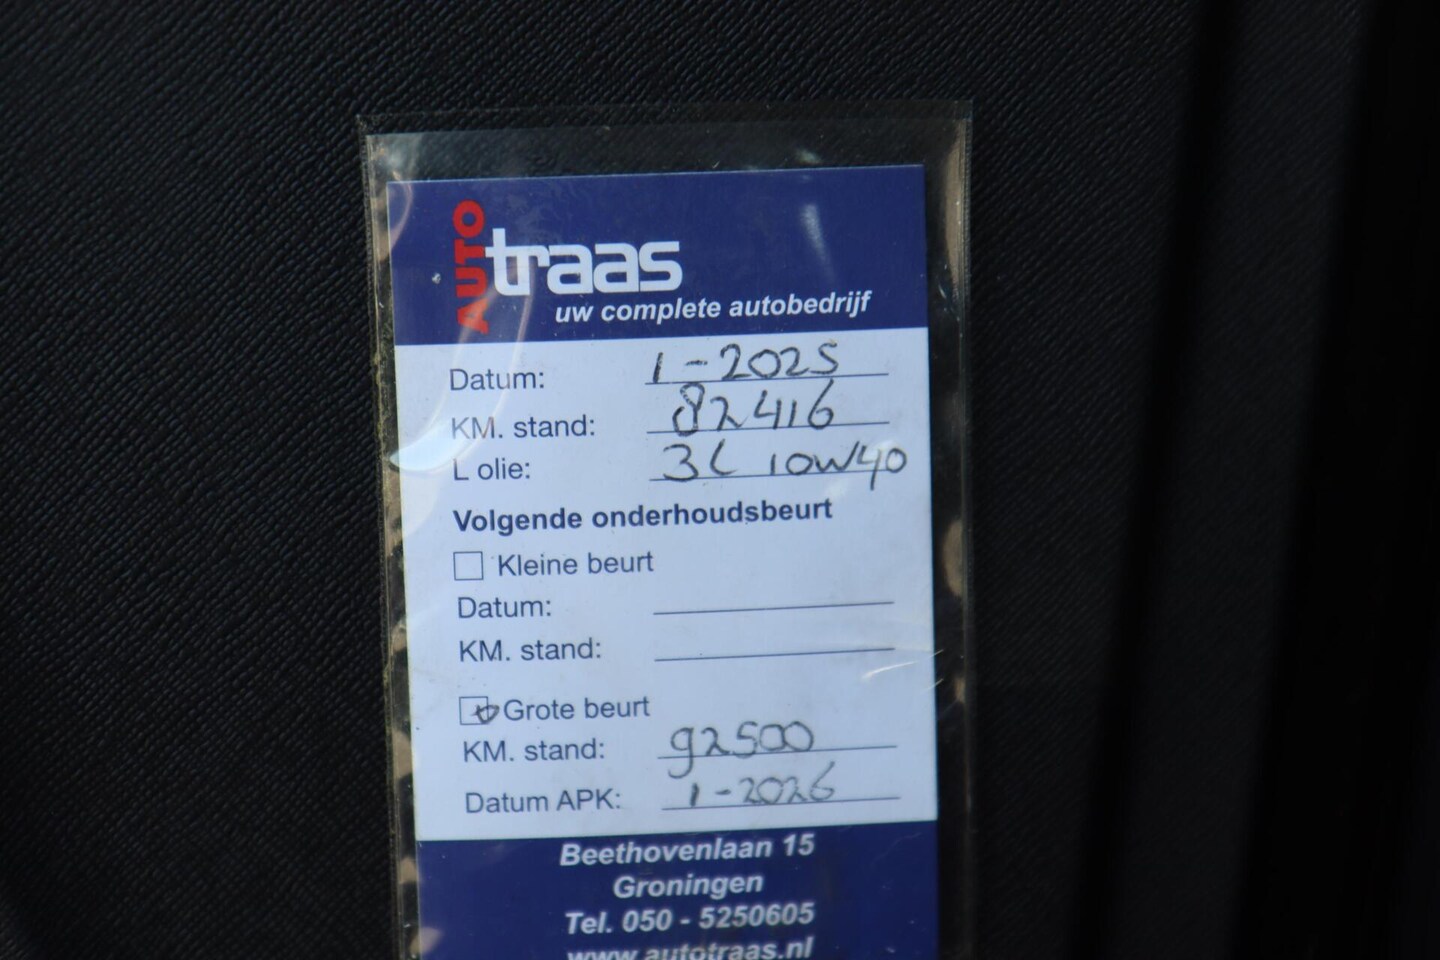 AUTO traas
uw complete autobedrijf
Datum: 1-2025
KM. stand: 82416
L olie: 3L 10W40
Volgende onderhoudsbeurt
Kleine beurt
Datum:
KM. stand:
Grote beurt
KM. stand: 92500
Datum APK: 1-2026
Beethovenlaan 15
Groningen
Tel. 050 - 5250605
www.autotraas.nl